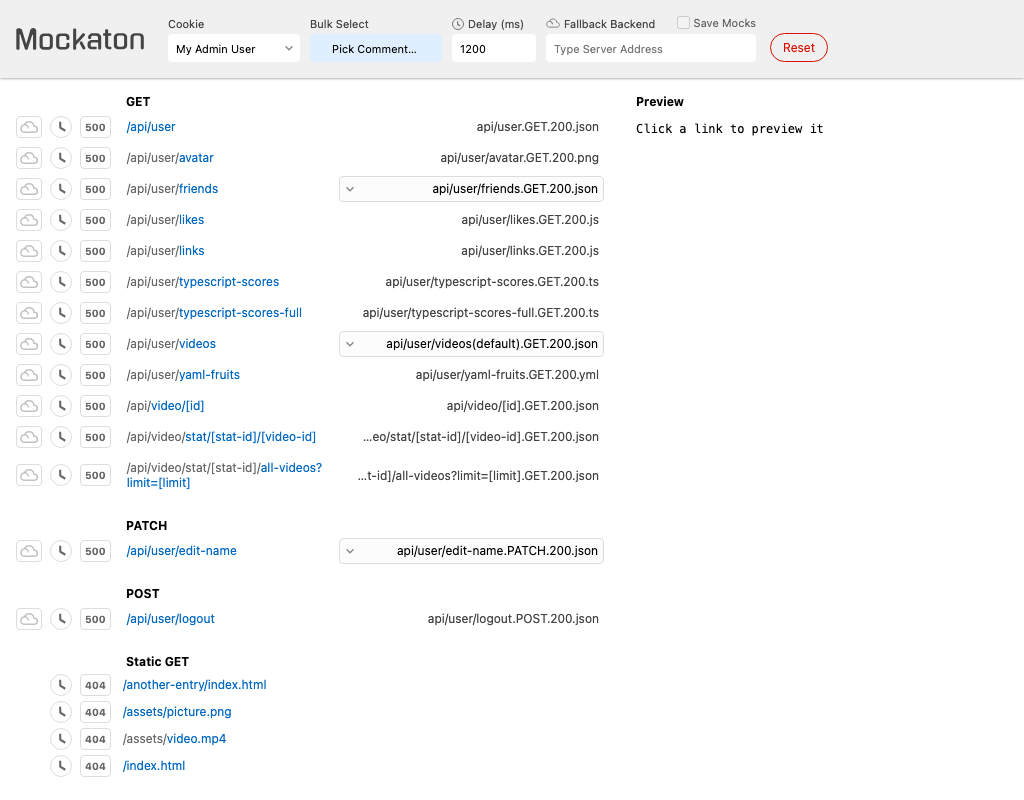 Mockaton
Cookie
My Admin User
Bulk Select
Pick Comment...
Delay (ms)
1200
Fallback Backend
Type Server Address
Save Mocks
Reset
GET
500 /api/user api/user.GET.200.json
500 /api/user/avatar api/user/avatar.GET.200.png
500 /api/user/friends api/user/friends.GET.200.json
500 /api/user/likes api/user/likes.GET.200.js
500 /api/user/links api/user/links.GET.200.js
500 /api/user/typescript-scores api/user/typescript-scores.GET.200.ts
500 /api/user/typescript-scores-full api/user/typescript-scores-full.GET.200.ts
500 /api/user/videos api/user/videos(default).GET.200.json
500 /api/user/yaml-fruits api/user/yaml-fruits.GET.200.yml
500 /api/video/[id] api/video/[id].GET.200.json
500 /api/video/stat/[stat-id]/[video-id] ...eo/stat/[stat-id]/[video-id].GET.200.json
500 /api/video/stat/[stat-id]/all-videos?
limit=[limit] ...t-id]/all-videos?limit=[limit].GET.200.json
PATCH
500 /api/user/edit-name api/user/edit-name.PATCH.200.json
POST
500 /api/user/logout api/user/logout.POST.200.json
Static GET
404 /another-entry/index.html
404 /assets/picture.png
404 /assets/video.mp4
404 /index.html
Preview
Click a link to preview it